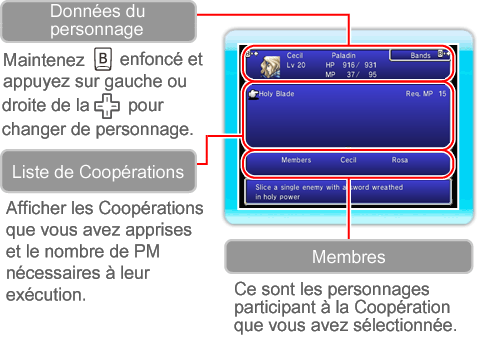 Données du
personnage
Maintenez B enfoncé et
appuyez sur gauche ou
droite de la pour
changer de personnage.
Liste de Coopérations
Afficher les Coopérations
que vous avez apprises
et le nombre de PM
nécessaires à leur
exécution.
B
Cecil Paladin Bands B
Lv 20 HP 916/ 931
MP 37/ 95
Holy Blade Req. MP 15
Members Cecil Rosa
Slice a single enemy with a sword wreathed
in holy power
Membres
Ce sont les personnages
participant à la Coopération
que vous avez sélectionnée.